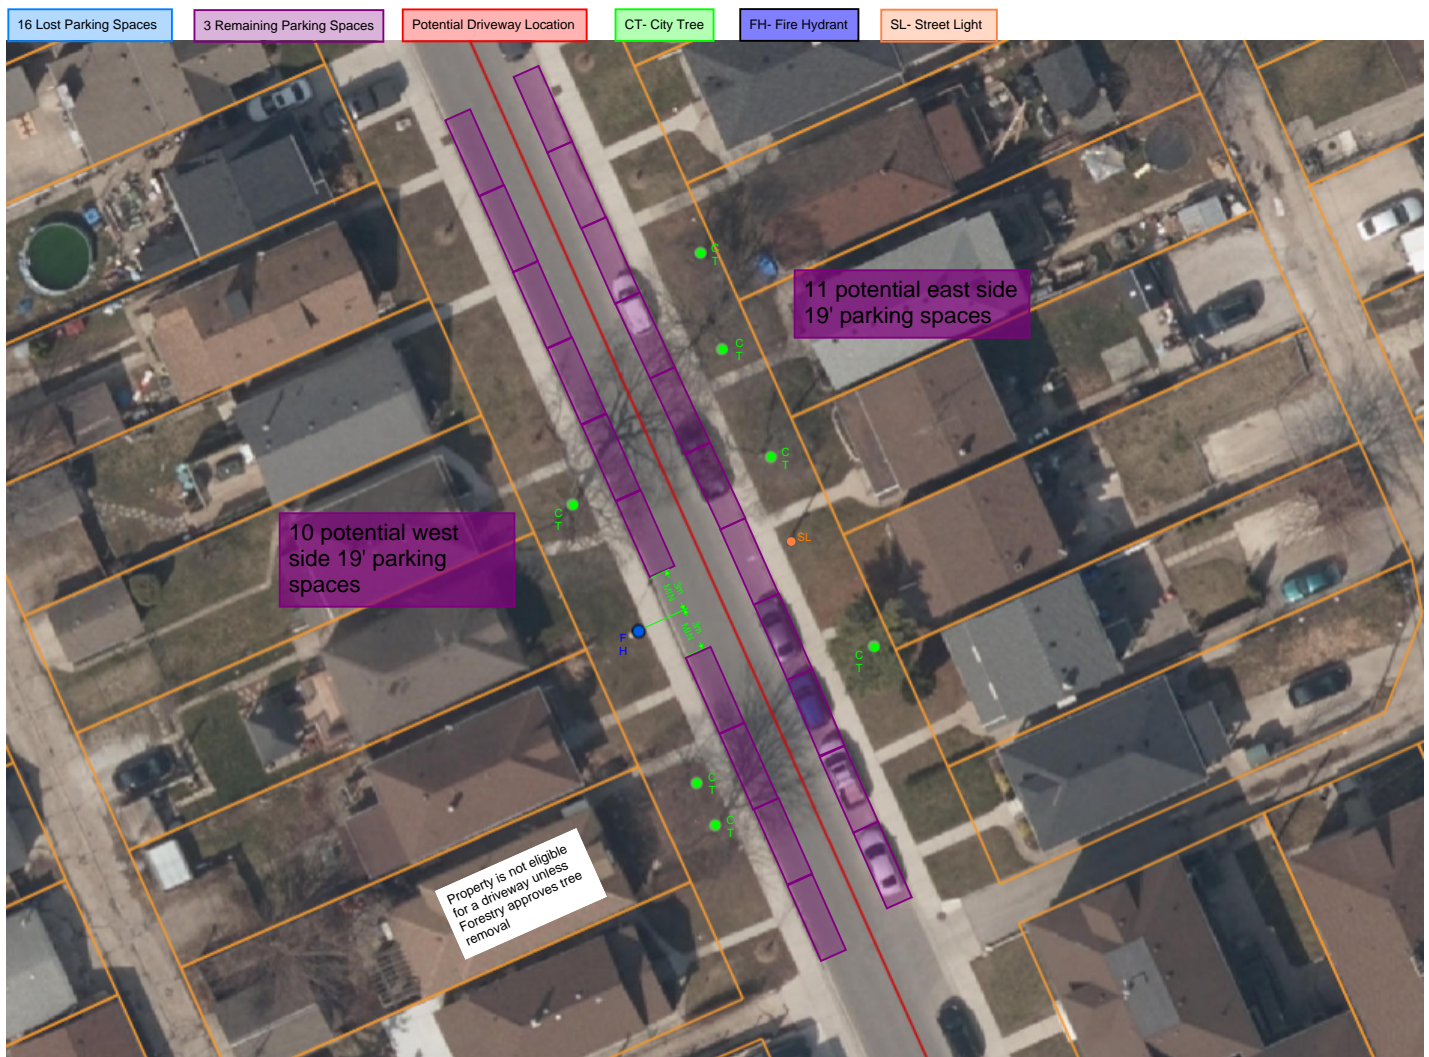 16 Lost Parking Spaces
3 Remaining Parking Spaces
Potential Driveway Location
CT- City Tree
FH- Fire Hydrant
SL- Street Light
C
T
11 potential east side
19' parking spaces
C
T
C
T
C
T
10 potential west
side 19' parking
spaces
SL
F
H
C
T
C
T
C
T
Property is not eligible
for a driveway unless
Forestry approves tree
removal